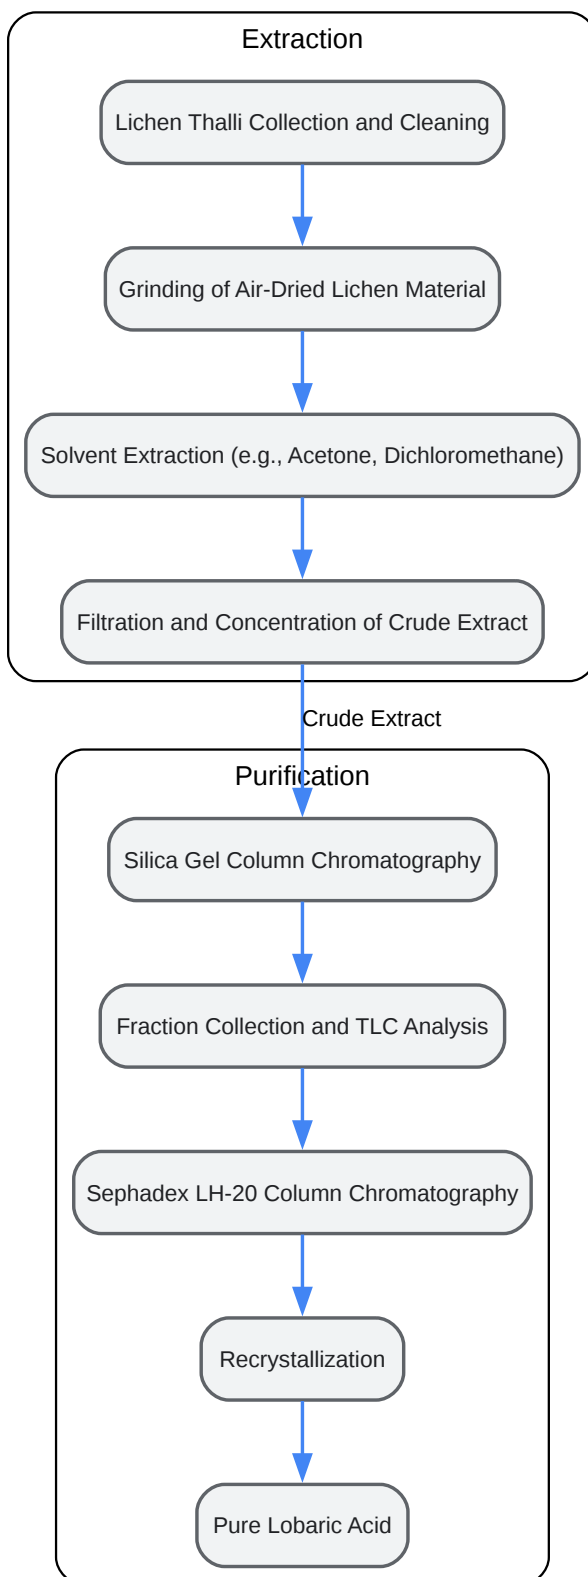 Extraction
Lichen Thalli Collection and Cleaning
Grinding of Air-Dried Lichen Material
Solvent Extraction (e.g., Acetone, Dichloromethane)
Filtration and Concentration of Crude Extract
Crude Extract
Purification
Silica Gel Column Chromatography
Fraction Collection and TLC Analysis
Sephadex LH-20 Column Chromatography
Recrystallization
Pure Lobaric Acid